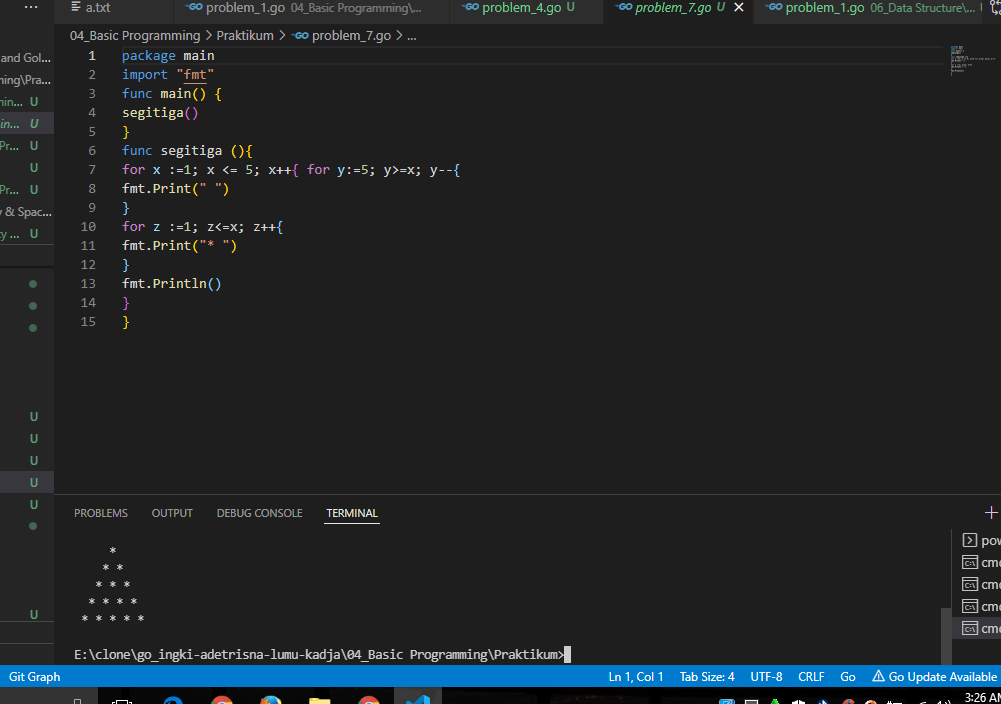 ... a.txt GO problem_1.go 04_Basic Programming\... GO problem_4.go U GO problem_7.go U × GO problem_1.go 06_Data Structure\...
04_Basic Programming > Praktikum > GO problem_7.go > ...
and Gol...
ning\Pra...
nin... U
in... U
Pr... U
U
Pr... U
y & Spac...
ty ... U
U
U
U
U
U
U
1 package main
2 import "fmt"
3 func main() {
4 segitiga()
5 }
6 func segitiga (){
7 for x :=1; x <= 5; x++{ for y:=5; y>=x; y--{
8 fmt.Print(" ")
9 }
10 for z :=1; z<=x; z++{
11 fmt.Print("* ")
12 }
13 fmt.Println()
14 }
15 }
PROBLEMS OUTPUT DEBUG CONSOLE TERMINAL
*
* *
* * *
* * * *
* * * * *
E:\clone\go_ingki-adetrisna-lumu-kadja\04_Basic Programming\Praktikum>
pow
cmd
cmd
cmd
cmd
Git Graph Ln 1, Col 1 Tab Size: 4 UTF-8 CRLF Go Go Update Available
3:26 AM